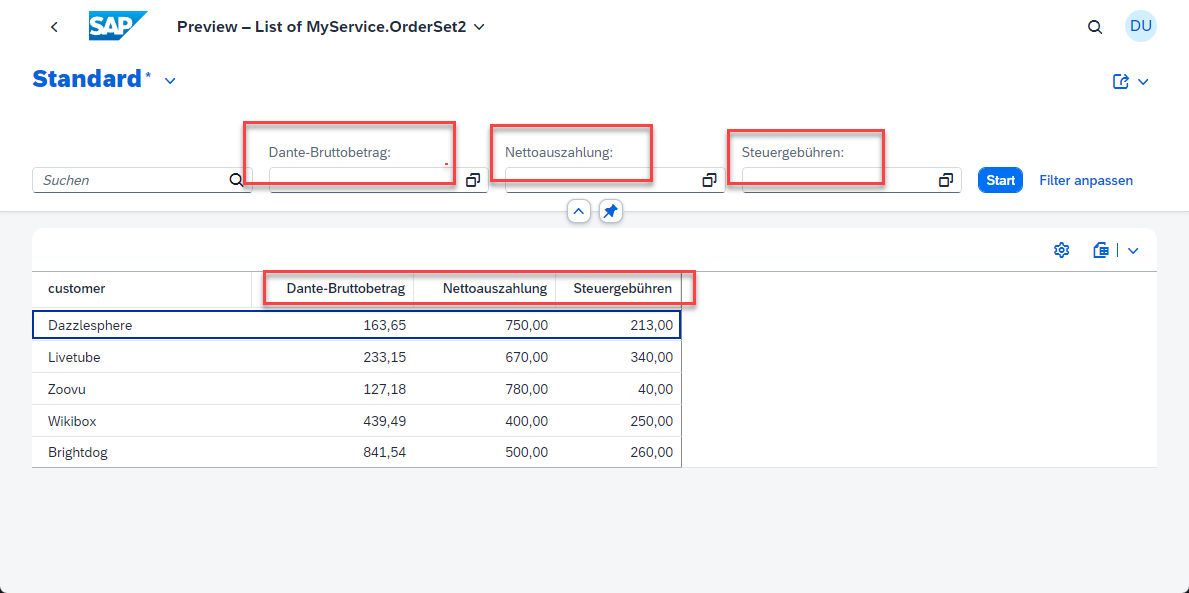 SAP Preview – List of MyService.OrderSet2 DU
Standard *
Dante-Bruttobetrag: Nettoauszahlung: Steuergebühren:
Suchen Start Filter anpassen
customer Dante-Bruttobetrag Nettoauszahlung Steuergebühren
Dazzlesphere 163,65 750,00 213,00
Livetube 233,15 670,00 340,00
Zoovu 127,18 780,00 40,00
Wikibox 439,49 400,00 250,00
Brightdog 841,54 500,00 260,00